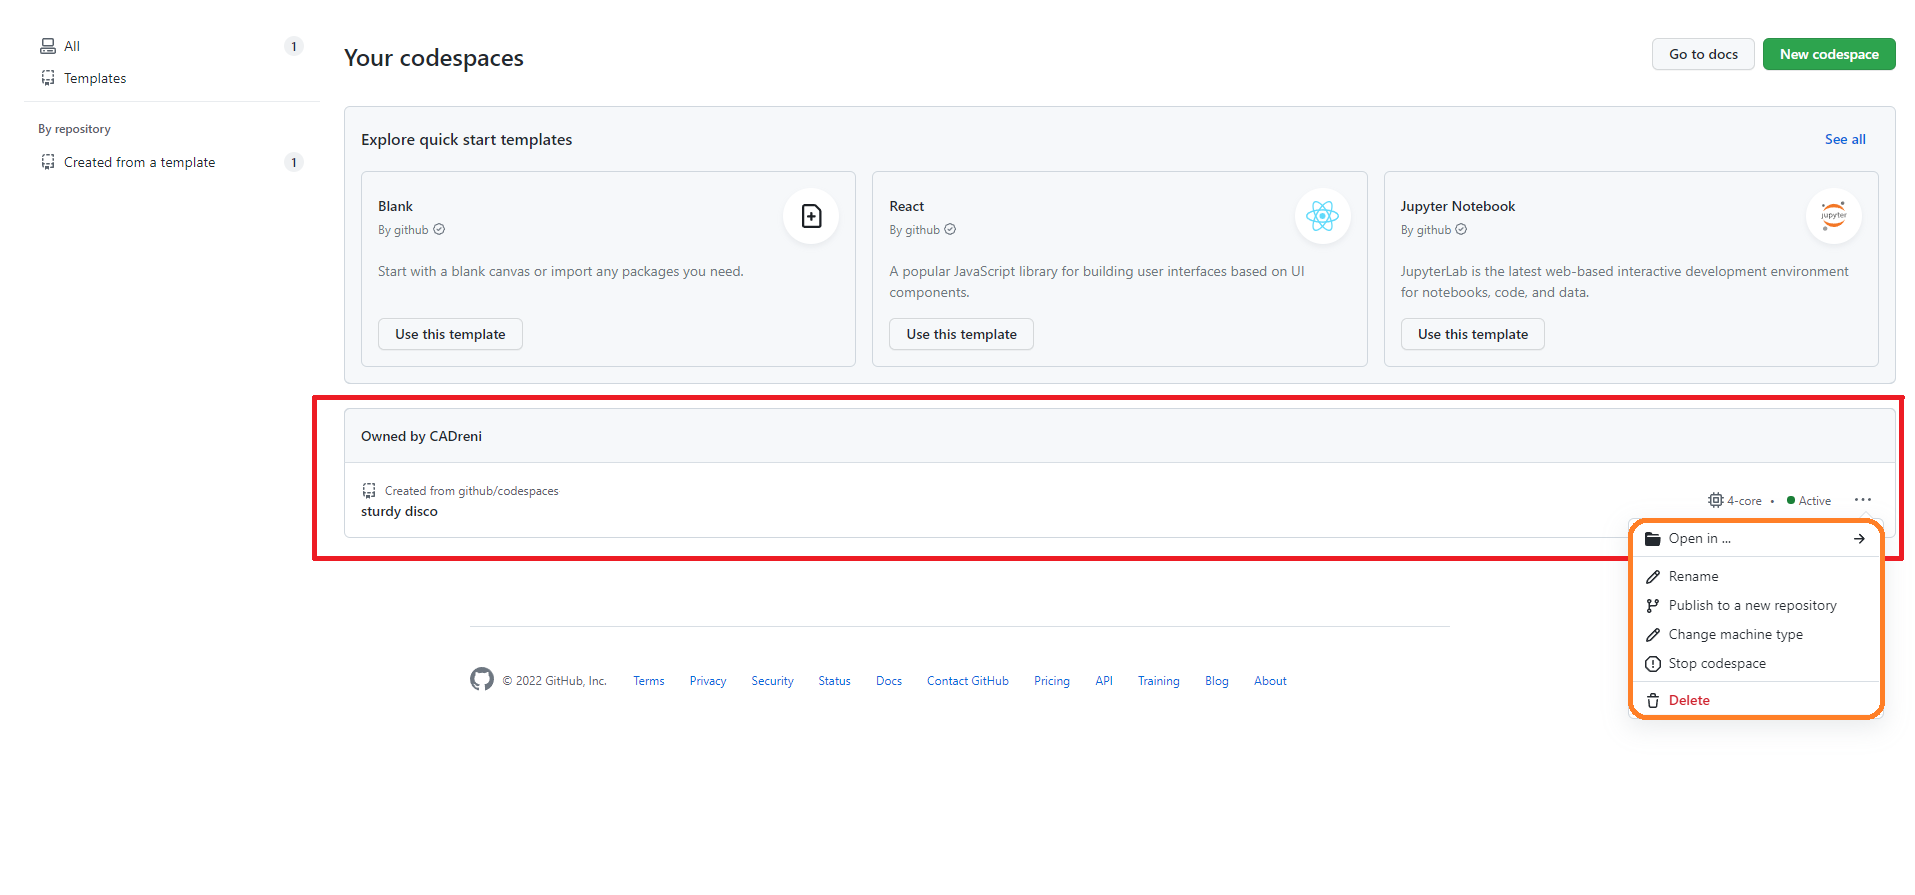 All 1
Templates
By repository
Created from a template 1
Your codespaces
Go to docs
New codespace
Explore quick start templates
See all
Blank
By github
Start with a blank canvas or import any packages you need.
Use this template
React
By github
A popular JavaScript library for building user interfaces based on UI
components.
Use this template
Jupyter Notebook
By github
jupyter
JupyterLab is the latest web-based interactive development environment
for notebooks, code, and data.
Use this template
Owned by CADreni
Created from github/codespaces
sturdy disco
4-core • Active ...
Open in ...
Rename
Publish to a new repository
Change machine type
Stop codespace
Delete
© 2022 GitHub, Inc. Terms Privacy Security Status Docs Contact GitHub Pricing API Training Blog About